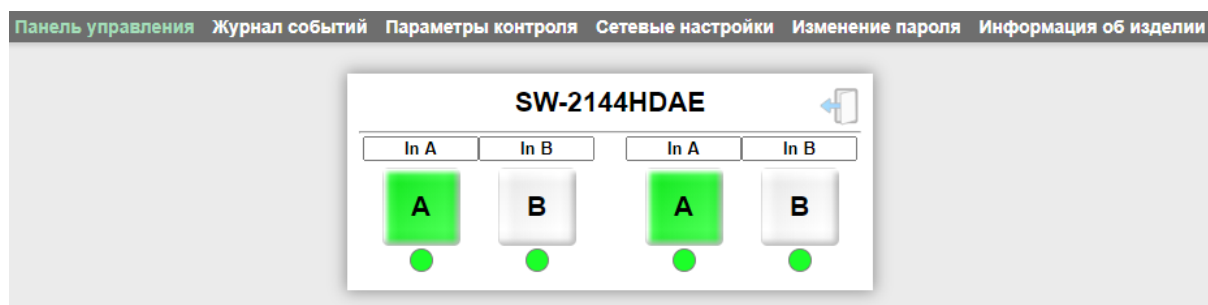 Панель управления Журнал событий Параметры контроля Сетевые настройки Изменение пароля Информация об изделии
SW-2144HDAE
In A In B In A In B
A B A B